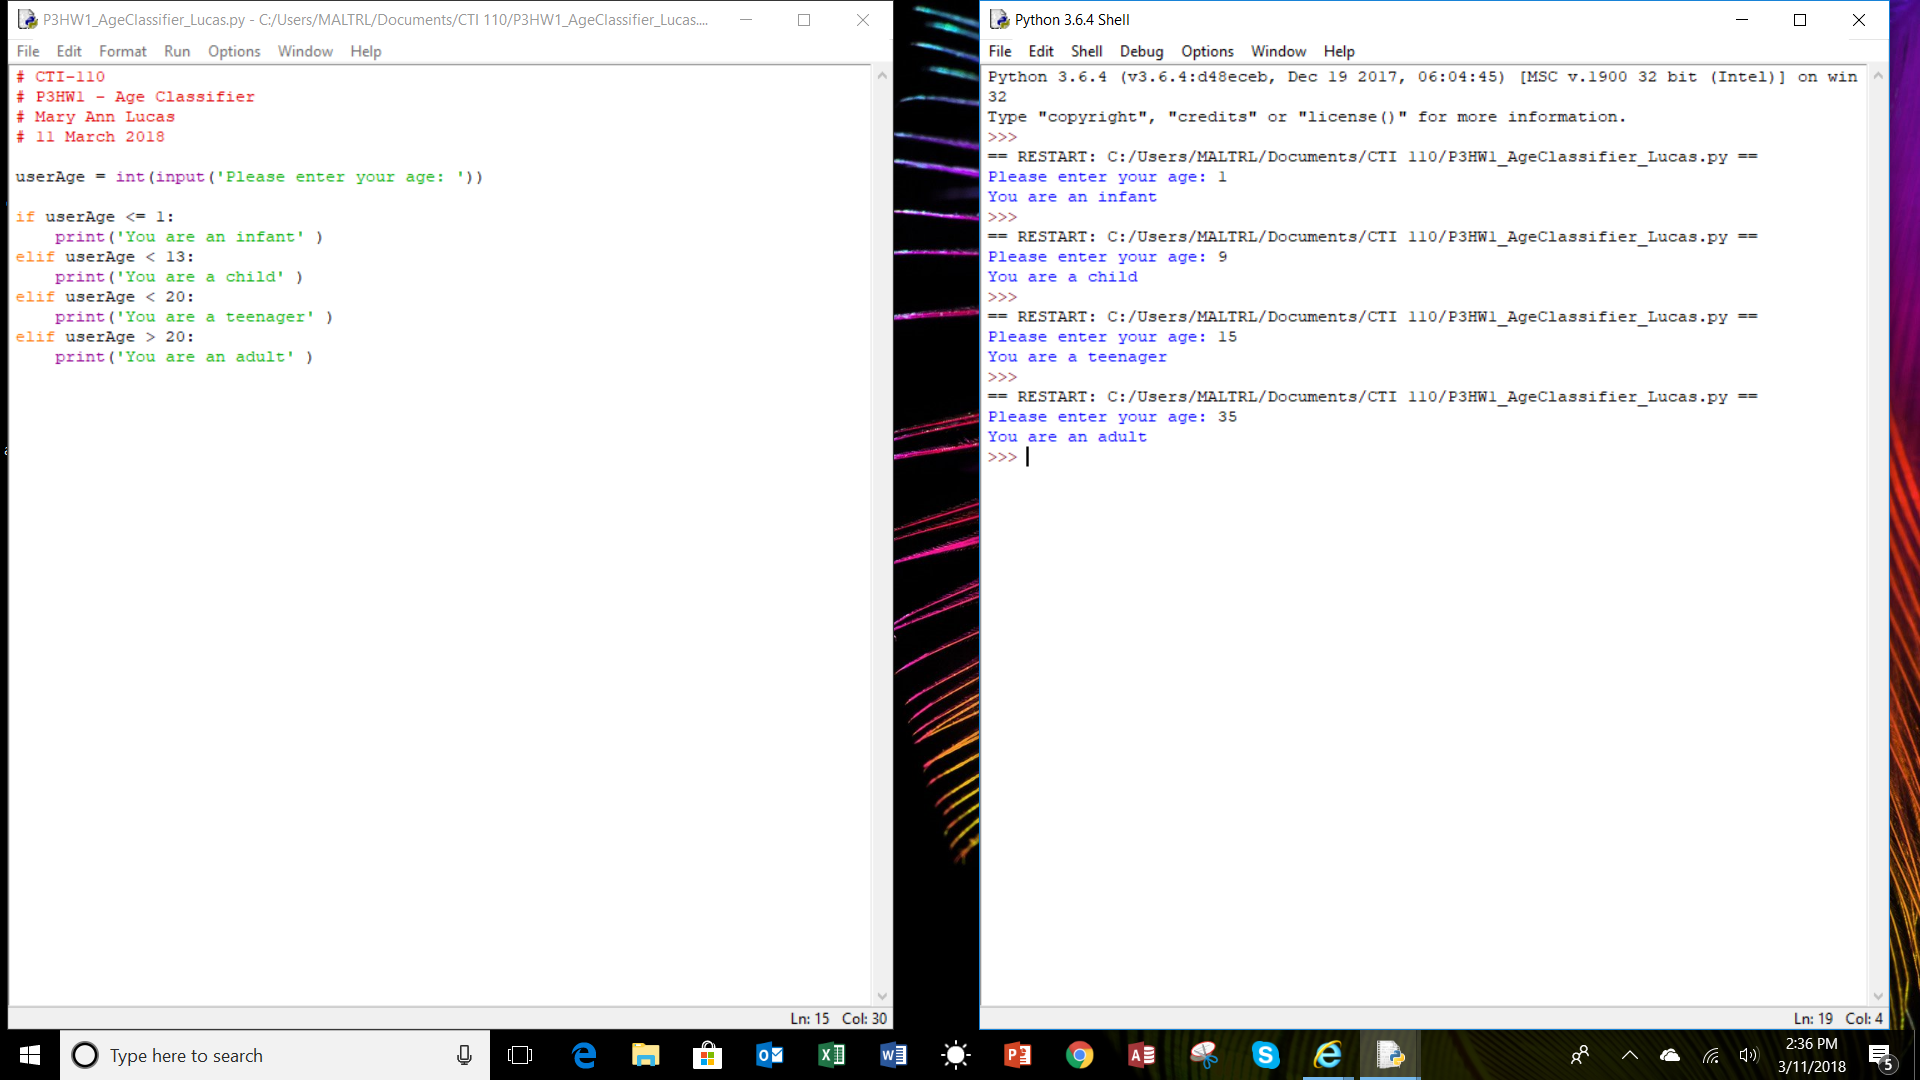 P3HW1_AgeClassifier_Lucas.py - C:/Users/MALTRL/Documents/CTI 110/P3HW1_AgeClassifier_Lucas....
File Edit Format Run Options Window Help
# CTI-110
# P3HW1 - Age Classifier
# Mary Ann Lucas
# 11 March 2018
userAge = int(input('Please enter your age: '))
if userAge <= 1:
    print('You are an infant' )
elif userAge < 13:
    print('You are a child' )
elif userAge < 20:
    print('You are a teenager' )
elif userAge > 20:
    print('You are an adult' )
Ln: 15 Col: 30
Python 3.6.4 Shell
File Edit Shell Debug Options Window Help
Python 3.6.4 (v3.6.4:d48eceb, Dec 19 2017, 06:04:45) [MSC v.1900 32 bit (Intel)] on win
32
Type "copyright", "credits" or "license()" for more information.
>>>
== RESTART: C:/Users/MALTRL/Documents/CTI 110/P3HW1_AgeClassifier_Lucas.py ==
Please enter your age: 1
You are an infant
>>>
== RESTART: C:/Users/MALTRL/Documents/CTI 110/P3HW1_AgeClassifier_Lucas.py ==
Please enter your age: 9
You are a child
>>>
== RESTART: C:/Users/MALTRL/Documents/CTI 110/P3HW1_AgeClassifier_Lucas.py ==
Please enter your age: 15
You are a teenager
>>>
== RESTART: C:/Users/MALTRL/Documents/CTI 110/P3HW1_AgeClassifier_Lucas.py ==
Please enter your age: 35
You are an adult
>>>
Ln: 19 Col: 4
Type here to search
2:36 PM
3/11/2018
5